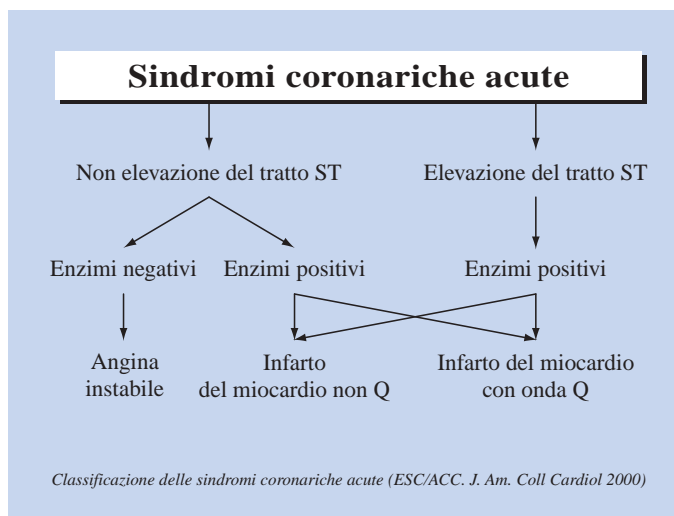 Sindromi coronariche acute
Non elevazione del tratto ST
Elevazione del tratto ST
Enzimi negativi
Enzimi positivi
Enzimi positivi
Angina
instabile
Infarto
del miocardio non Q
Infarto del miocardio
con onda Q
Classificazione delle sindromi coronariche acute (ESC/ACC. J. Am. Coll Cardiol 2000)